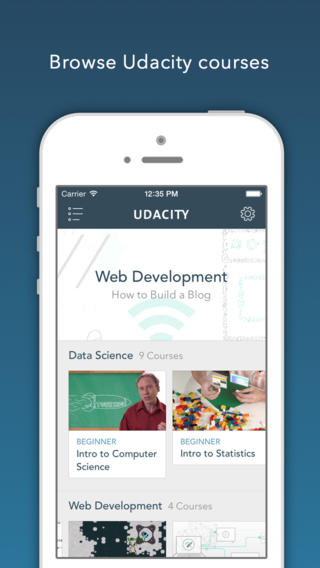 Browse Udacity courses
Carrier 12:35 PM
UDACITY
Web Development
How to Build a Blog
Data Science 9 Courses
BEGINNER
Intro to Computer
Science
BEGINNER
Intro to Statistics
Web Development 4 Courses